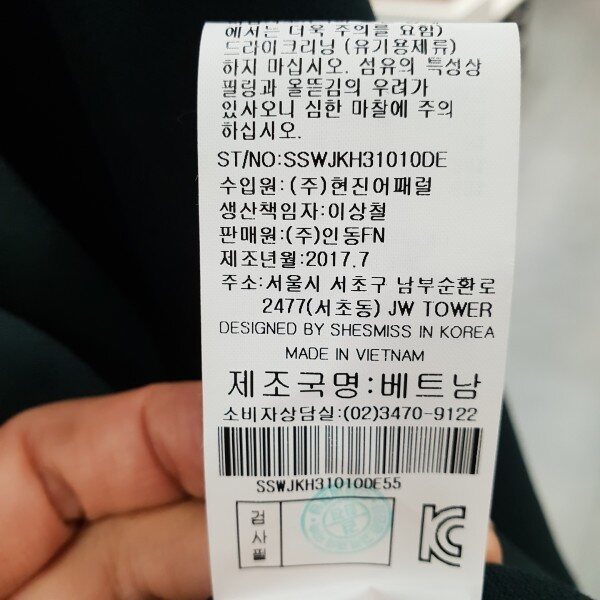 에서는 더욱 주의를 요함)
드라이크리닝 (유기용제류)
하지 마십시오. 섬유의 특성상
필링과 올뜯김의 우려가
있사오니 심한 마찰에 주의
하십시오.
ST/NO:SSWJKH31010DE
수입원: (주)현진어패럴
생산책임자:이상철
판매원:(주)인동FN
제조년월:2017.7
주소:서울시 서초구 남부순환로
2477(서초동) JW TOWER
DESIGNED BY SHESMISS IN KOREA
MADE IN VIETNAM
제조국명:베트남
소비자상담실:(02)3470-9122
SSWJKH31010DE55
검사필
KC